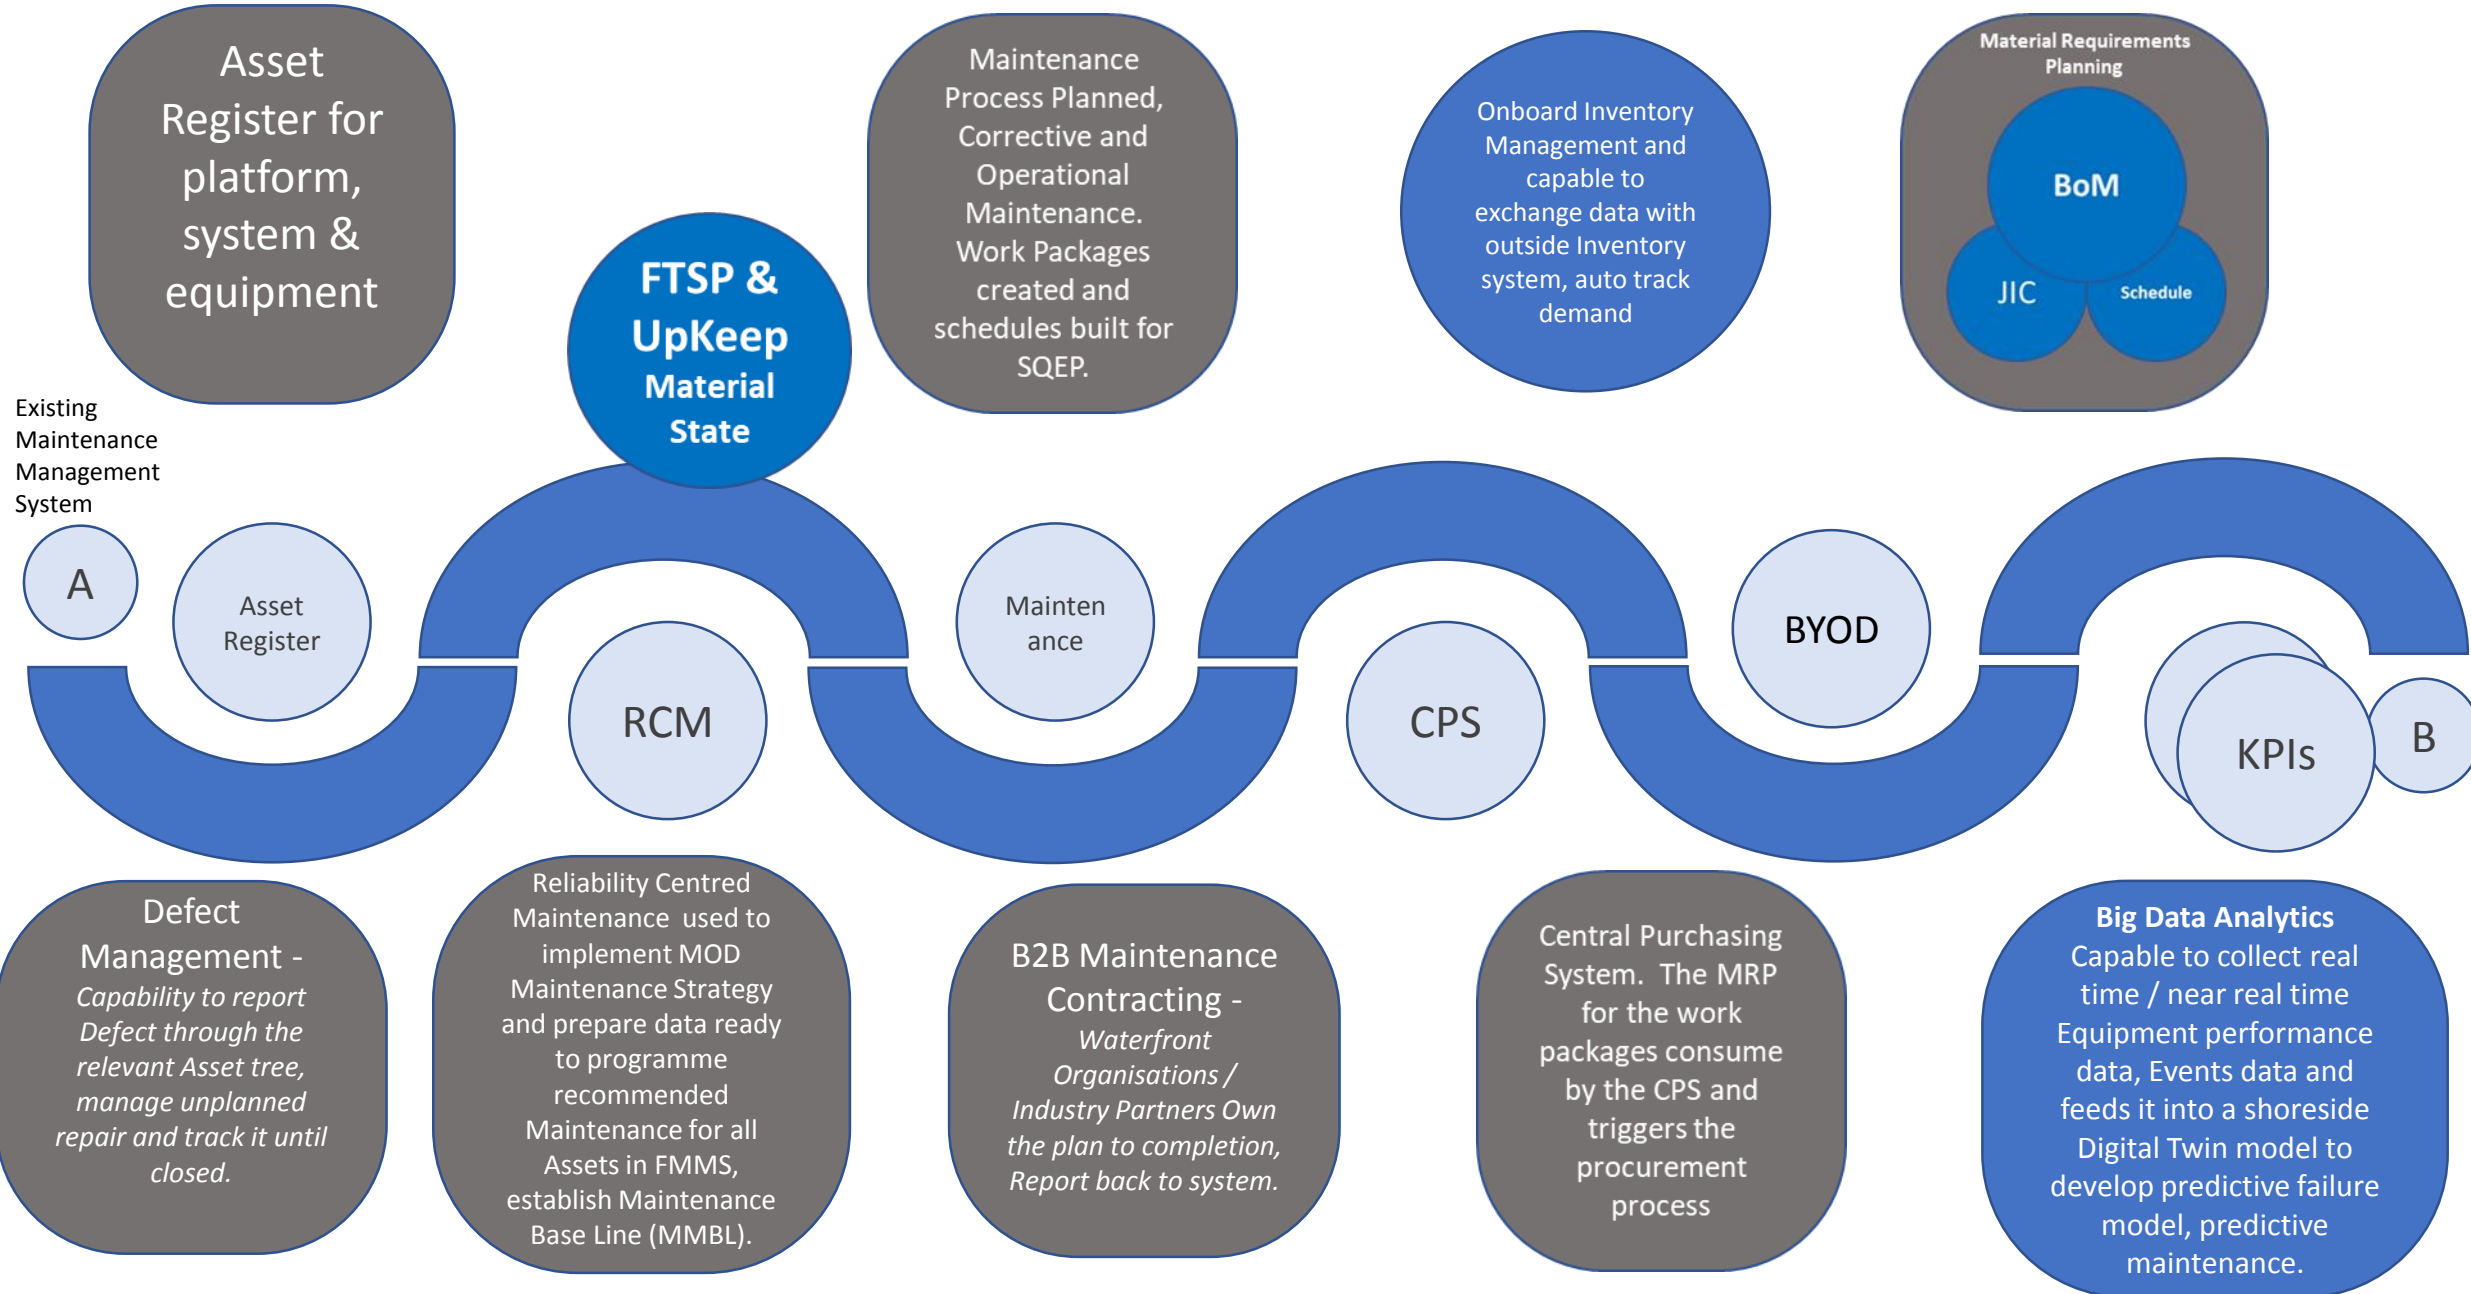 Asset
Register for
platform,
system &
equipment
FTSP &
UpKeep
Material
State
Maintenance
Process Planned,
Corrective and
Operational
Maintenance.
Work Packages
created and
schedules built for
SQEP.
Onboard Inventory
Management and
capable to
exchange data with
outside Inventory
system, auto track
demand
Material Requirements
Planning
BoM
JIC
Schedule
Existing
Maintenance
Management
System
A
Asset
Register
RCM
Mainten
ance
CPS
BYOD
KPIs
B
Defect
Management -
Capability to report
Defect through the
relevant Asset tree,
manage unplanned
repair and track it until
closed.
Reliability Centred
Maintenance used to
implement MOD
Maintenance Strategy
and prepare data ready
to programme
recommended
Maintenance for all
Assets in FMMS,
establish Maintenance
Base Line (MMBL).
B2B Maintenance
Contracting -
Waterfront
Organisations /
Industry Partners Own
the plan to completion,
Report back to system.
Central Purchasing
System. The MRP
for the work
packages consume
by the CPS and
triggers the
procurement
process
Big Data Analytics
Capable to collect real
time / near real time
Equipment performance
data, Events data and
feeds it into a shoreside
Digital Twin model to
develop predictive failure
model, predictive
maintenance.